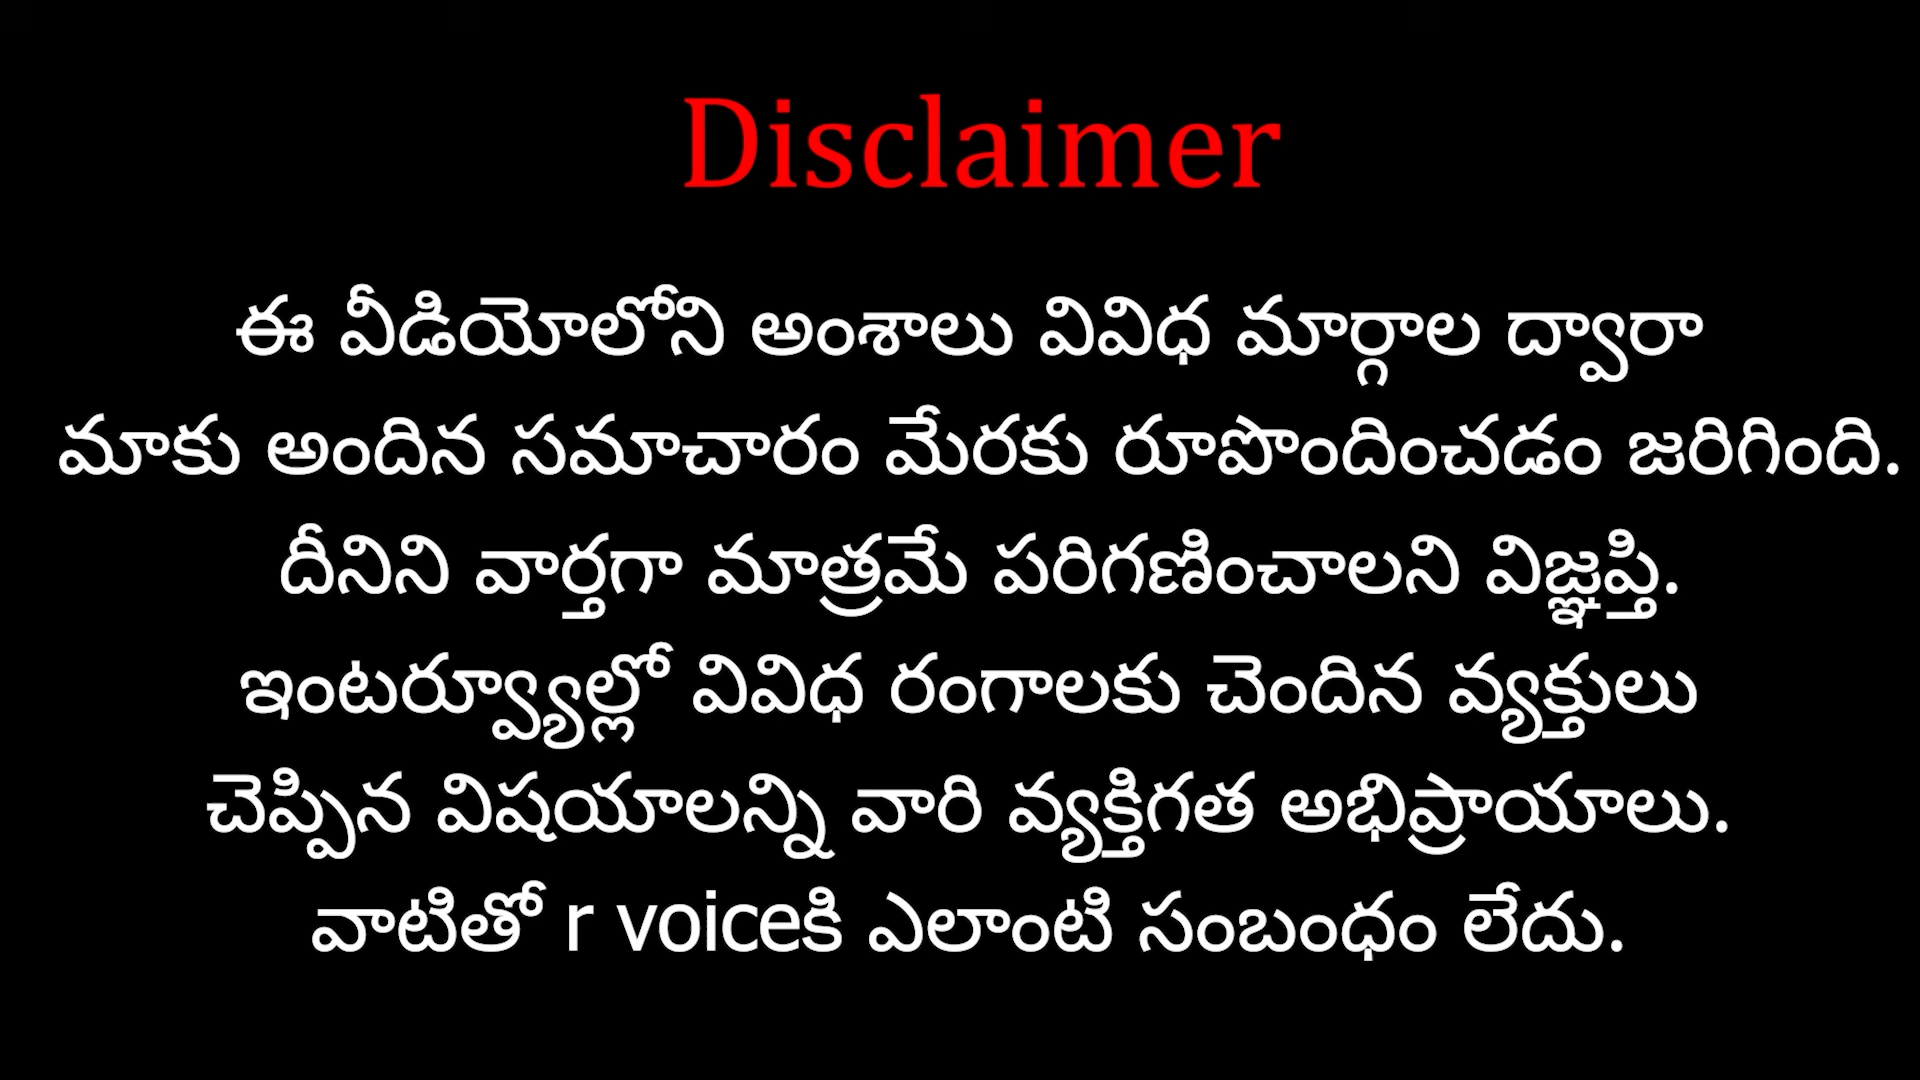 Disclaimer
ఈ వీడియోలోని అంశాలు వివిధ మార్గాల ద్వారా
మాకు అందిన సమాచారం మేరకు రూపొందించడం జరిగింది.
దీనిని వార్తగా మాత్రమే పరిగణించాలని విజ్ఞప్తి.
ఇంటర్వ్యూల్లో వివిధ రంగాలకు చెందిన వ్యక్తులు
చెప్పిన విషయాలన్ని వారి వ్యక్తిగత అభిప్రాయాలు.
వాటితో r voiceకి ఎలాంటి సంబంధం లేదు.